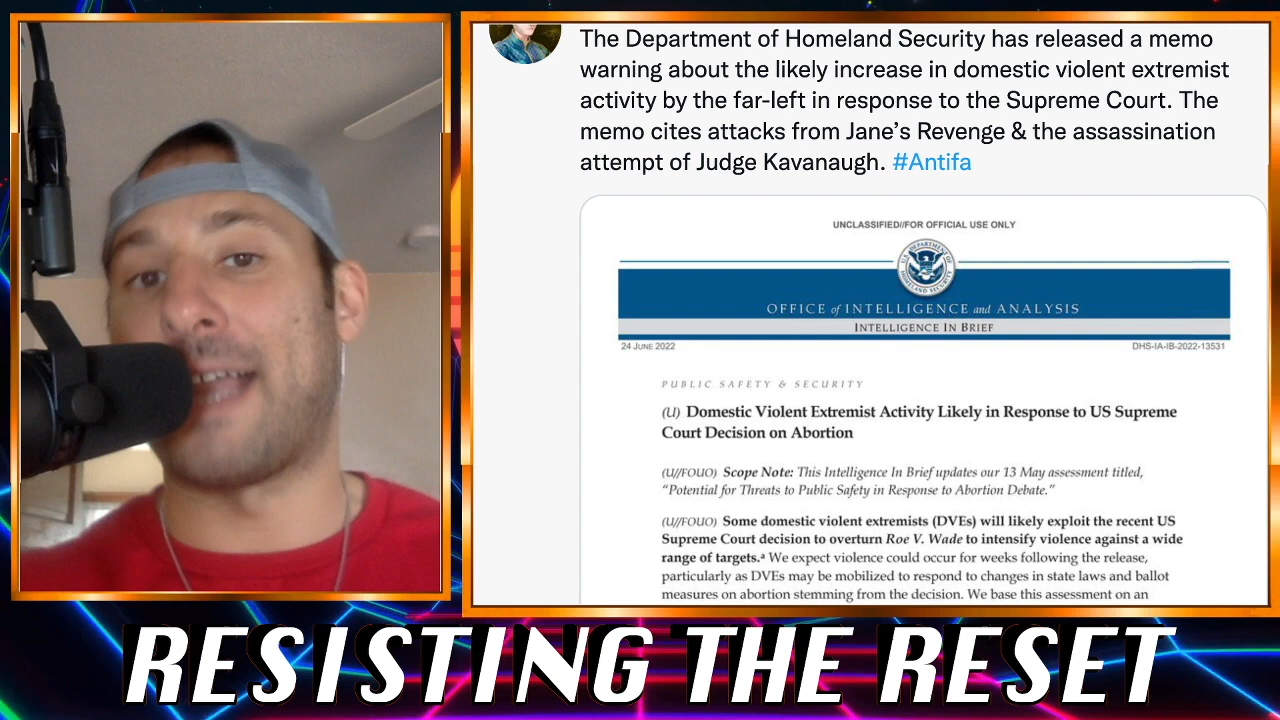 The Department of Homeland Security has released a memo
warning about the likely increase in domestic violent extremist
activity by the far-left in response to the Supreme Court. The
memo cites attacks from Jane's Revenge & the assassination
attempt of Judge Kavanaugh. #Antifa
UNCLASSIFIED//FOR OFFICIAL USE ONLY
OFFICE of INTELLIGENCE and ANALYSIS
INTELLIGENCE IN BRIEF
24 JUNE 2022
DHS-IA-IB-2022-13531
PUBLIC SAFETY & SECURITY
(U) Domestic Violent Extremist Activity Likely in Response to US Supreme
Court Decision on Abortion
(U//FOUO) Scope Note: This Intelligence In Brief updates our 13 May assessment titled,
“Potential for Threats to Public Safety in Response to Abortion Debate.”
(U//FOUO) Some domestic violent extremists (DVEs) will likely exploit the recent US
Supreme Court decision to overturn Roe V. Wade to intensify violence against a wide
range of targets.ª We expect violence could occur for weeks following the release,
particularly as DVEs may be mobilized to respond to changes in state laws and ballot
measures on abortion stemming from the decision. We base this assessment on an
RESISTING THE RESET